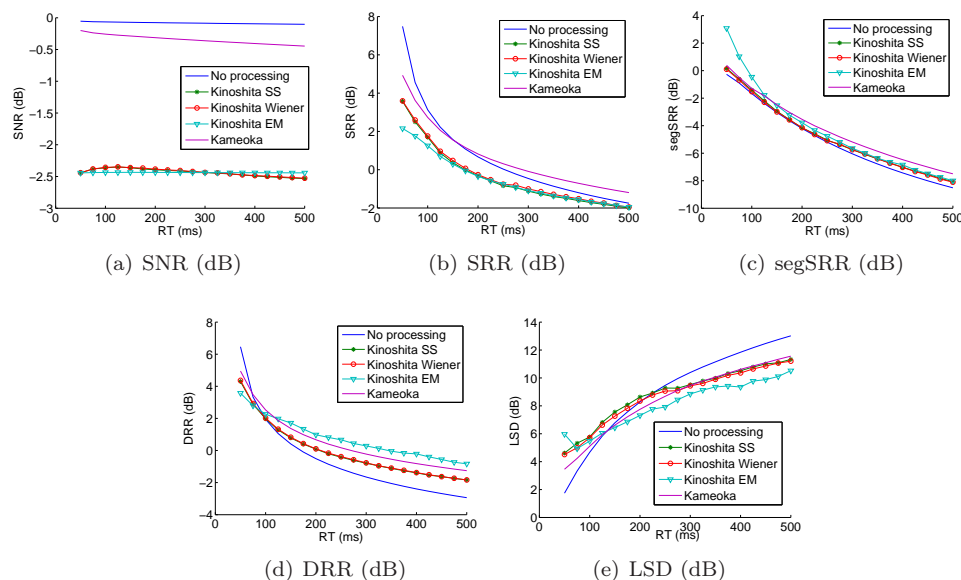 0
−0.5
−1
−1.5
−2
−2.5
−3
0 100 200 300 400 500
SNR (dB)
RT (ms)
No processing
Kinoshita SS
Kinoshita Wiener
Kinoshita EM
Kameoka
(a) SNR (dB)
8
6
4
2
0
−2
0 100 200 300 400 500
SRR (dB)
RT (ms)
No processing
Kinoshita SS
Kinoshita Wiener
Kinoshita EM
Kameoka
(b) SRR (dB)
4
2
0
−2
−4
−6
−8
−10
0 100 200 300 400 500
segSRR (dB)
RT (ms)
No processing
Kinoshita SS
Kinoshita Wiener
Kinoshita EM
Kameoka
(c) segSRR (dB)
8
6
4
2
0
−2
−4
0 100 200 300 400 500
DRR (dB)
RT (ms)
No processing
Kinoshita SS
Kinoshita Wiener
Kinoshita EM
Kameoka
(d) DRR (dB)
14
12
10
8
6
4
2
0
0 100 200 300 400 500
LSD (dB)
RT (ms)
No processing
Kinoshita SS
Kinoshita Wiener
Kinoshita EM
Kameoka
(e) LSD (dB)